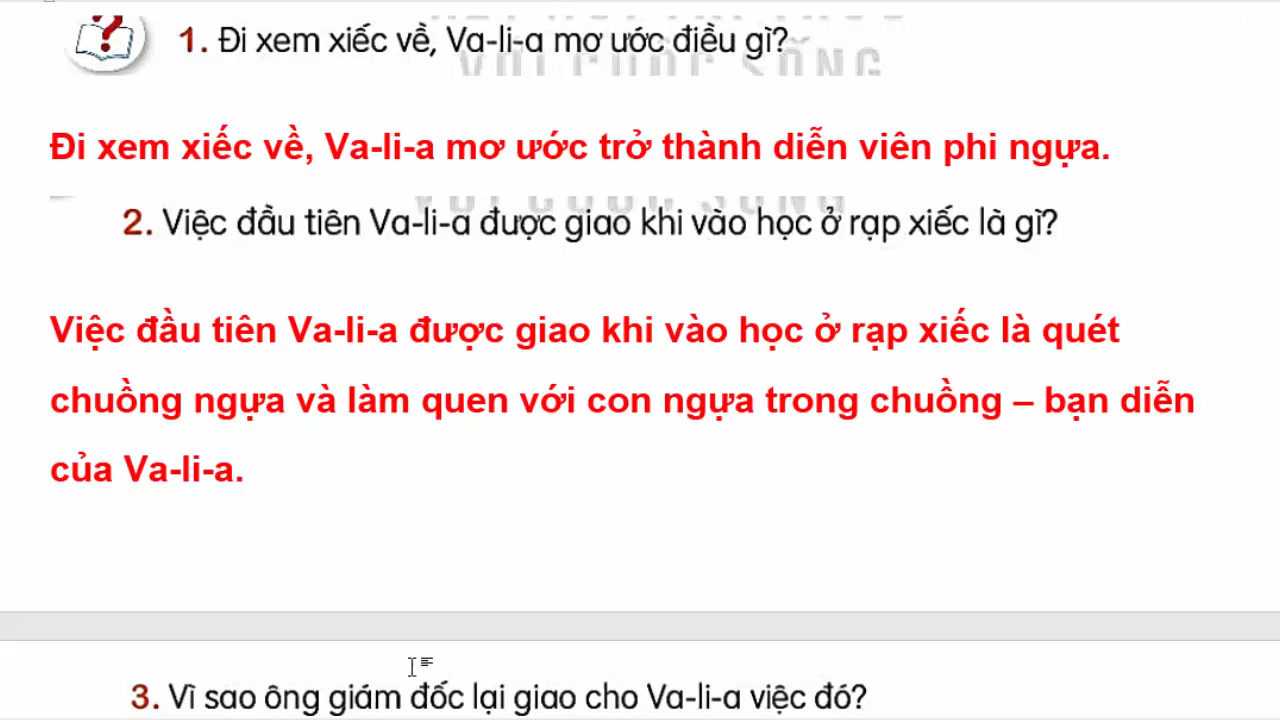 1. Đi xem xiếc về, Va-li-a mơ ước điều gì?
VỚI CUỘC SỐNG
Đi xem xiếc về, Va-li-a mơ ước trở thành diễn viên phi ngựa.
2. Việc đầu tiên Va-li-a được giao khi vào học ở rạp xiếc là gì?
Việc đầu tiên Va-li-a được giao khi vào học ở rạp xiếc là quét
chuồng ngựa và làm quen với con ngựa trong chuồng – bạn diễn
của Va-li-a.
3. Vì sao ông giám đốc lại giao cho Va-li-a việc đó?